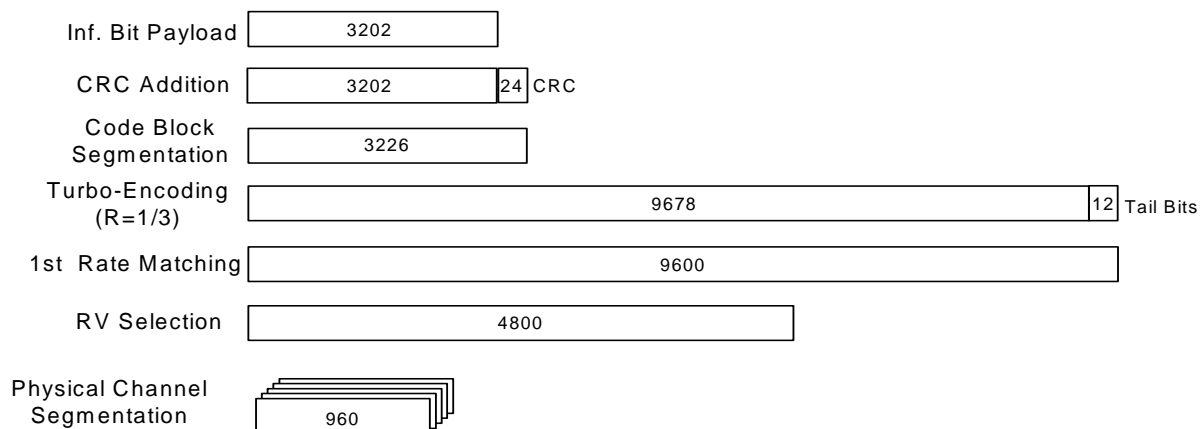 Inf. Bit Payload
3202
CRC Addition
3202
24
CRC
Code Block
Segmentation
3226
Turbo-Encoding
(R=1/3)
9678
12
Tail Bits
1st Rate Matching
9600
RV Selection
4800
Physical Channel
Segmentation
960